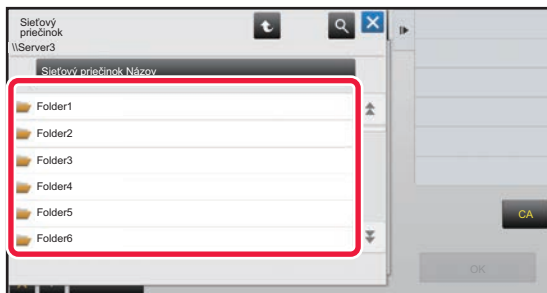 Sieťový
priečinok
\\Server3
Sieťový priečinok Názov
Folder1
Folder2
Folder3
Folder4
Folder5
Folder6
CA
OK